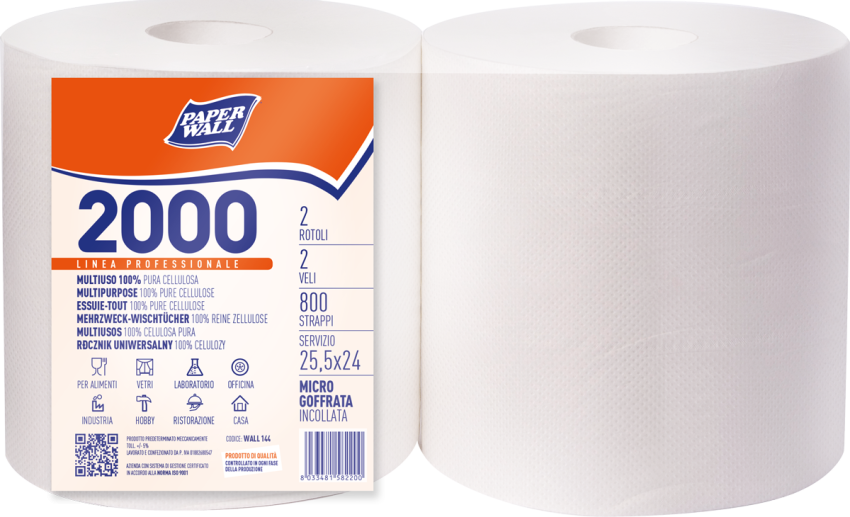 PAPER
WALL
2000
LINEA PROFESSIONALE
MULTIUSO 100% PURA CELLULOSA
MULTIPURPOSE 100% PURE CELLULOSE
ESSUIE-TOUT 100% PURE CELLULOSE
MEHRZWECK-WISCHTÜCHER 100% REINE ZELLULOSE
MULTIUSOS 100% CELULOSA PURA
RĘCZNIK UNIWERSALNY 100% CELULOZY
PER ALIMENTI
VETRI
LABORATORIO
OFFICINA
INDUSTRIA
HOBBY
RISTORAZIONE
CASA
2
ROTOLI
2
VELI
800
STRAPPI
SERVIZIO
25,5x24
MICRO
GOFFRATA
INCOLLATA
PRODOTTO PREDETERMINATO MECCANICAMENTE
TOLL. +/- 5%
LAVORATO E CONFEZIONATO DA P. IVA
AZIENDA CON SISTEMA DI GESTIONE CERTIFICATO
IN ACCORDO ALLA NORMA ISO 9001
CODICE: WALL 144
PRODOTTO DI QUALITÀ
CONTROLLATO IN OGNI FASE
DELLA PRODUZIONE
8 033481 582200